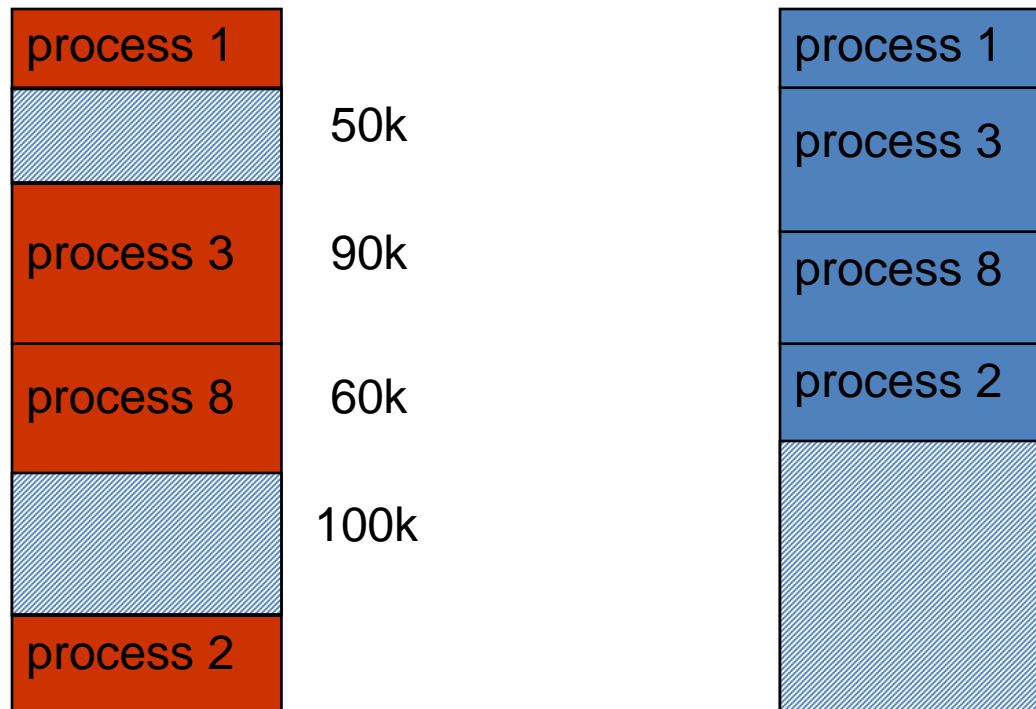 process 1
50k
process 3
90k
process 8
60k
100k
process 2
process 1
process 3
process 8
process 2